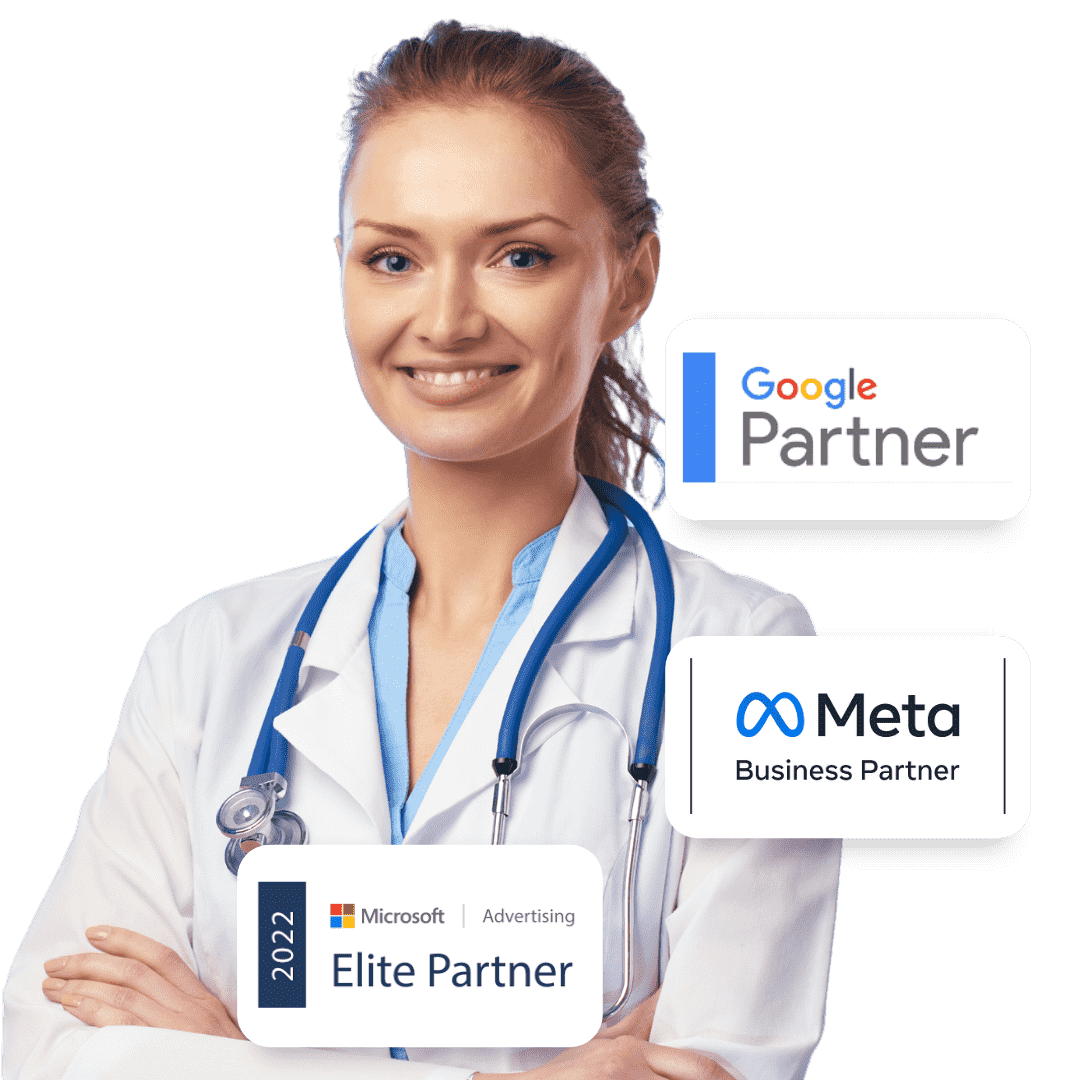 Google
Partner
Meta
Business Partner
2022
Microsoft | Advertising
Elite Partner